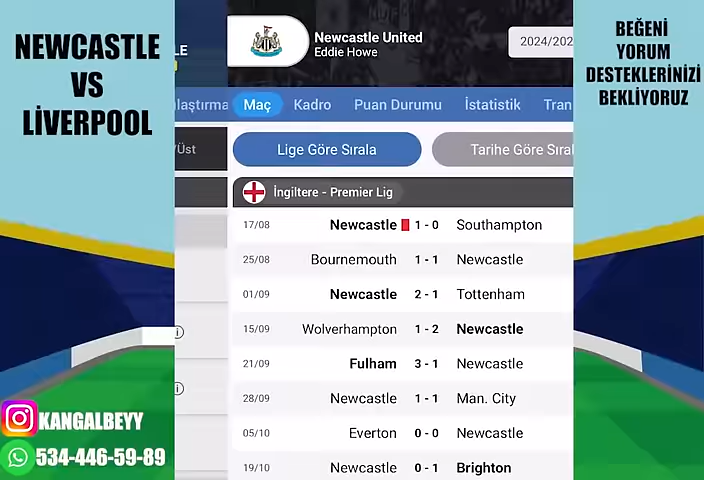 NEWCASTLE
VS
LİVERPOOL
KANGALBEYY
534-446-59-89
LE
Newcastle United
Eddie Howe
2024/202
ılaştırma
Maç
Kadro
Puan Durumu
İstatistik
Tran
/Üst
Lige Göre Sırala
Tarihe Göre Sıral
İngiltere - Premier Lig
17/08 Newcastle 1 - 0 Southampton
25/08 Bournemouth 1 - 1 Newcastle
01/09 Newcastle 2 - 1 Tottenham
15/09 Wolverhampton 1 - 2 Newcastle
21/09 Fulham 3 - 1 Newcastle
28/09 Newcastle 1 - 1 Man. City
05/10 Everton 0 - 0 Newcastle
19/10 Newcastle 0 - 1 Brighton
BEĞENİ
YORUM
DESTEKLERİNİZİ
BEKLİYORUZ